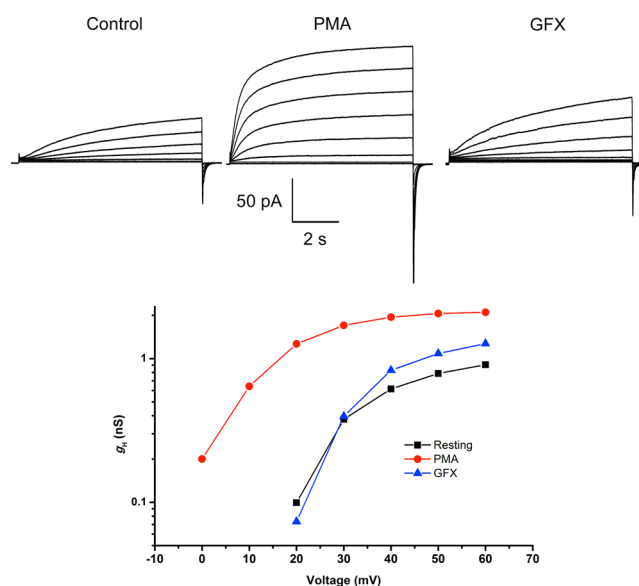 Control PMA GFX
50 pA
2 s
g_H (nS)
1
0.1
Resting
PMA
GFX
-10 0 10 20 30 40 50 60 70
Voltage (mV)